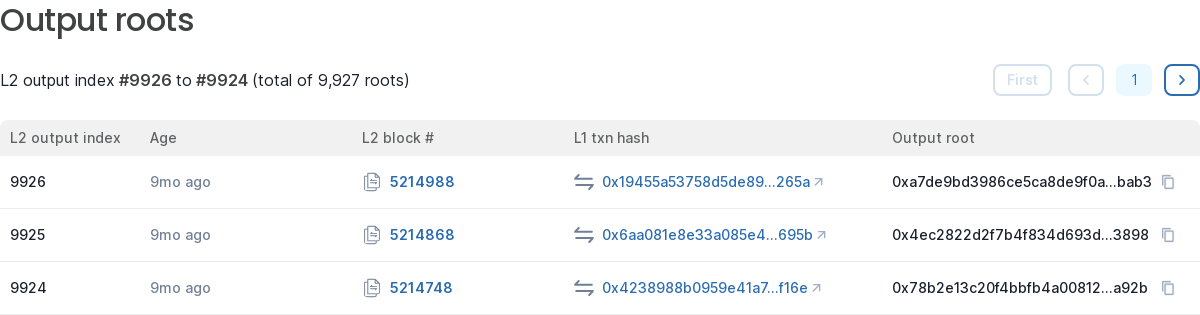 Output roots
L2 output index #9926 to #9924 (total of 9,927 roots)
First
1
L2 output index Age L2 block # L1 txn hash Output root
9926 9mo ago 5214988 0x19455a53758d5de89...265a 0xa7de9bd3986ce5ca8de9f0a...bab3
9925 9mo ago 5214868 0x6aa081e8e33a085e4...695b 0x4ec2822d2f7b4f834d693d...3898
9924 9mo ago 5214748 0x4238988b0959e41a7...f16e 0x78b2e13c20f4bbfb4a00812...a92b